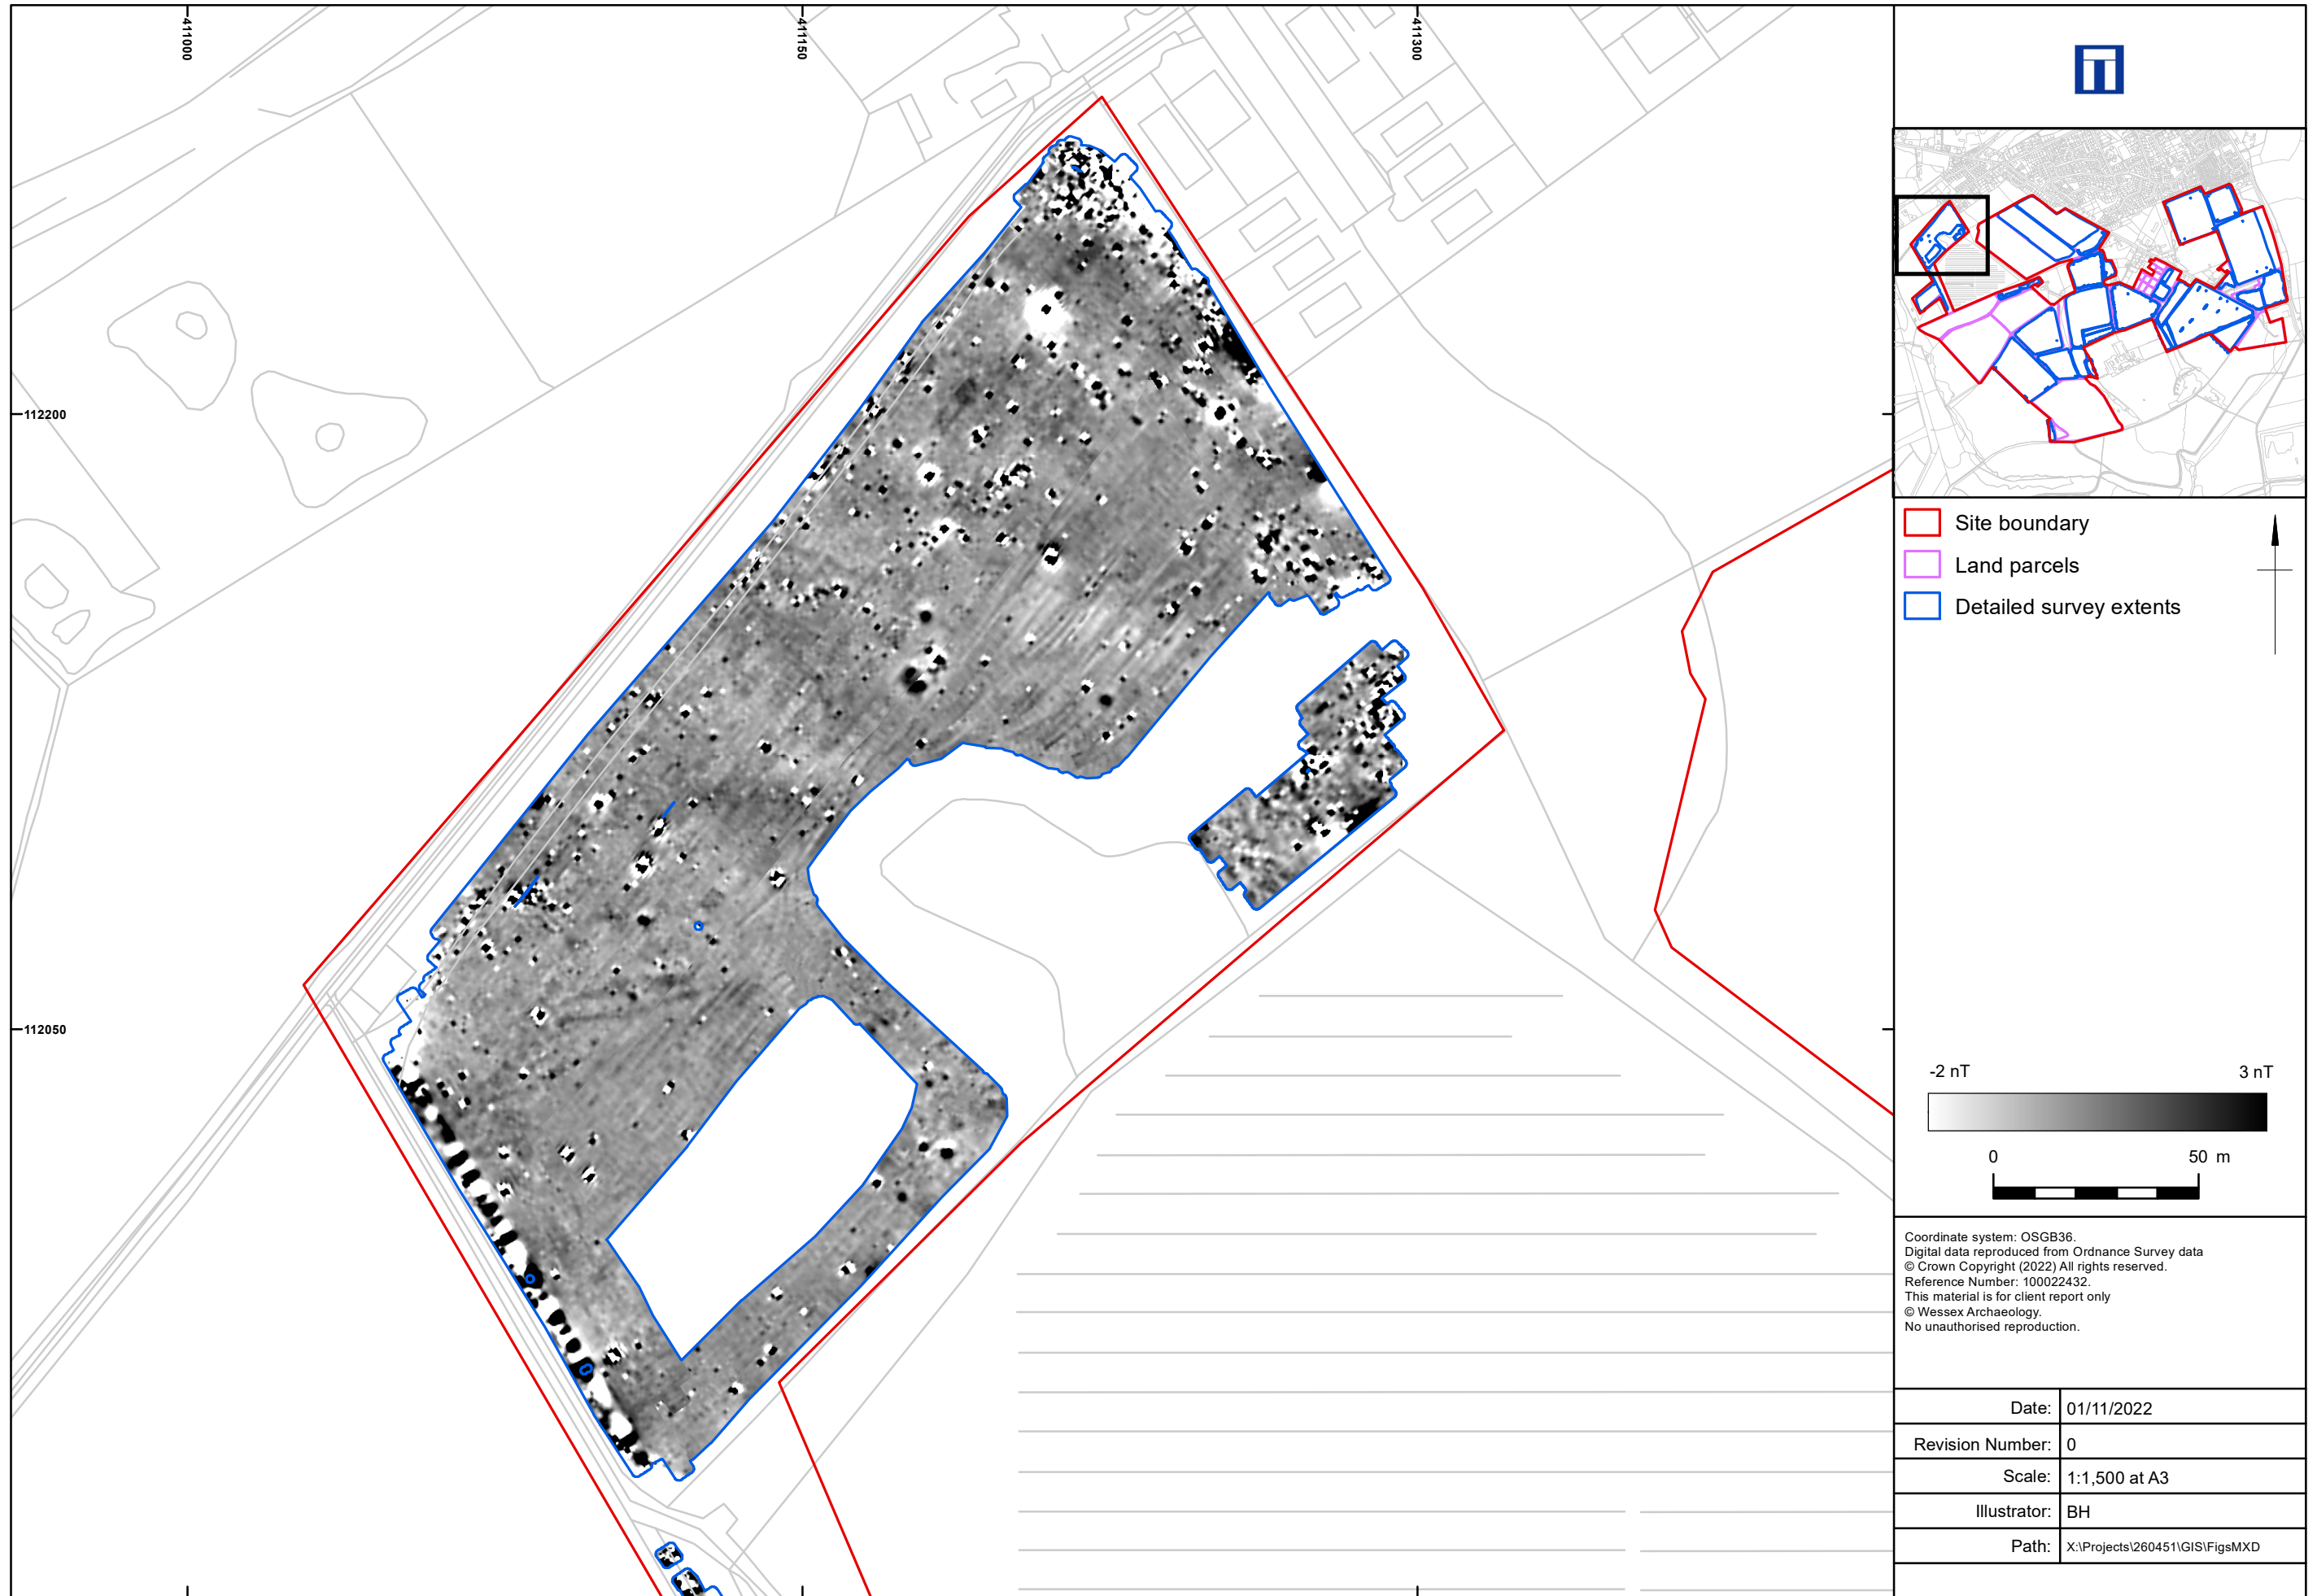 411000
411150
411300
112200
112050
Site boundary
Land parcels
Detailed survey extents
-2 nT
3 nT
0
50 m
Coordinate system: OSGB36.
Digital data reproduced from Ordnance Survey data
© Crown Copyright (2022) All rights reserved.
Reference Number: 100022432.
This material is for client report only
© Wessex Archaeology.
No unauthorised reproduction.
Date: 01/11/2022
Revision Number: 0
Scale: 1:1,500 at A3
Illustrator: BH
Path: X:\Projects\260451\GIS\FigsMXD